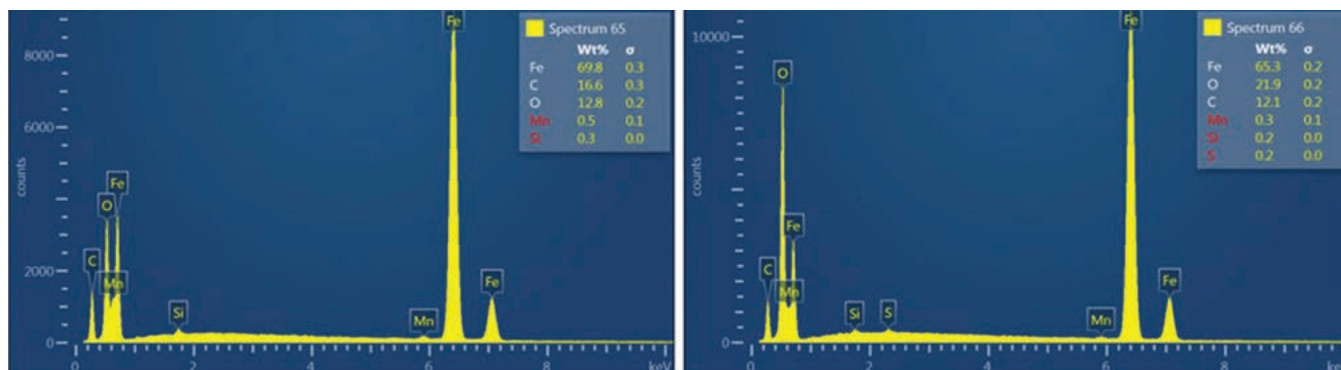 Spectrum 65
Wt% σ
Fe 69.8 0.3
C 16.6 0.3
O 12.8 0.2
Mn 0.5 0.1
Si 0.3 0.0
8000
6000
2000
0
counts
Fe
Fe
O
C
Mn
Si
Mn
Fe
0 2 4 6 8 keV
Spectrum 66
Wt% σ
Fe 65.3 0.2
O 21.9 0.2
C 12.1 0.2
Mn 0.3 0.1
Si 0.2 0.0
S 0.2 0.0
10000
0
counts
Fe
O
Fe
C
Mn
Si
S
Mn
Fe
0 2 4 6 8